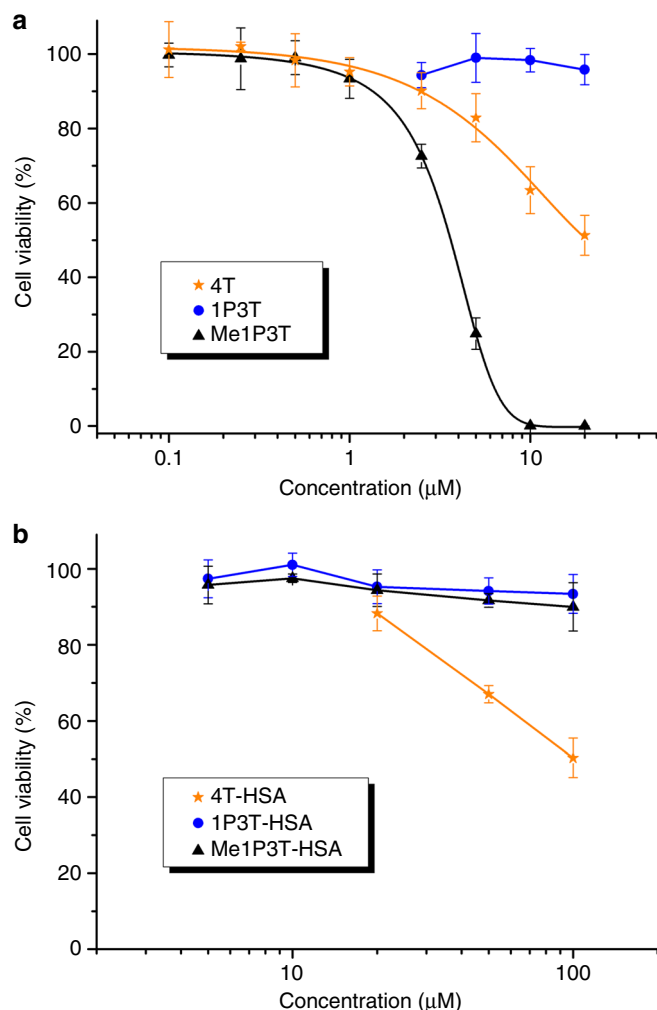 a
100
80
60
40
20
0
Cell viability (%)
4T
1P3T
Me1P3T
0.1
1
10
Concentration (μM)
b
100
80
60
40
20
0
Cell viability (%)
4T-HSA
1P3T-HSA
Me1P3T-HSA
10
100
Concentration (μM)